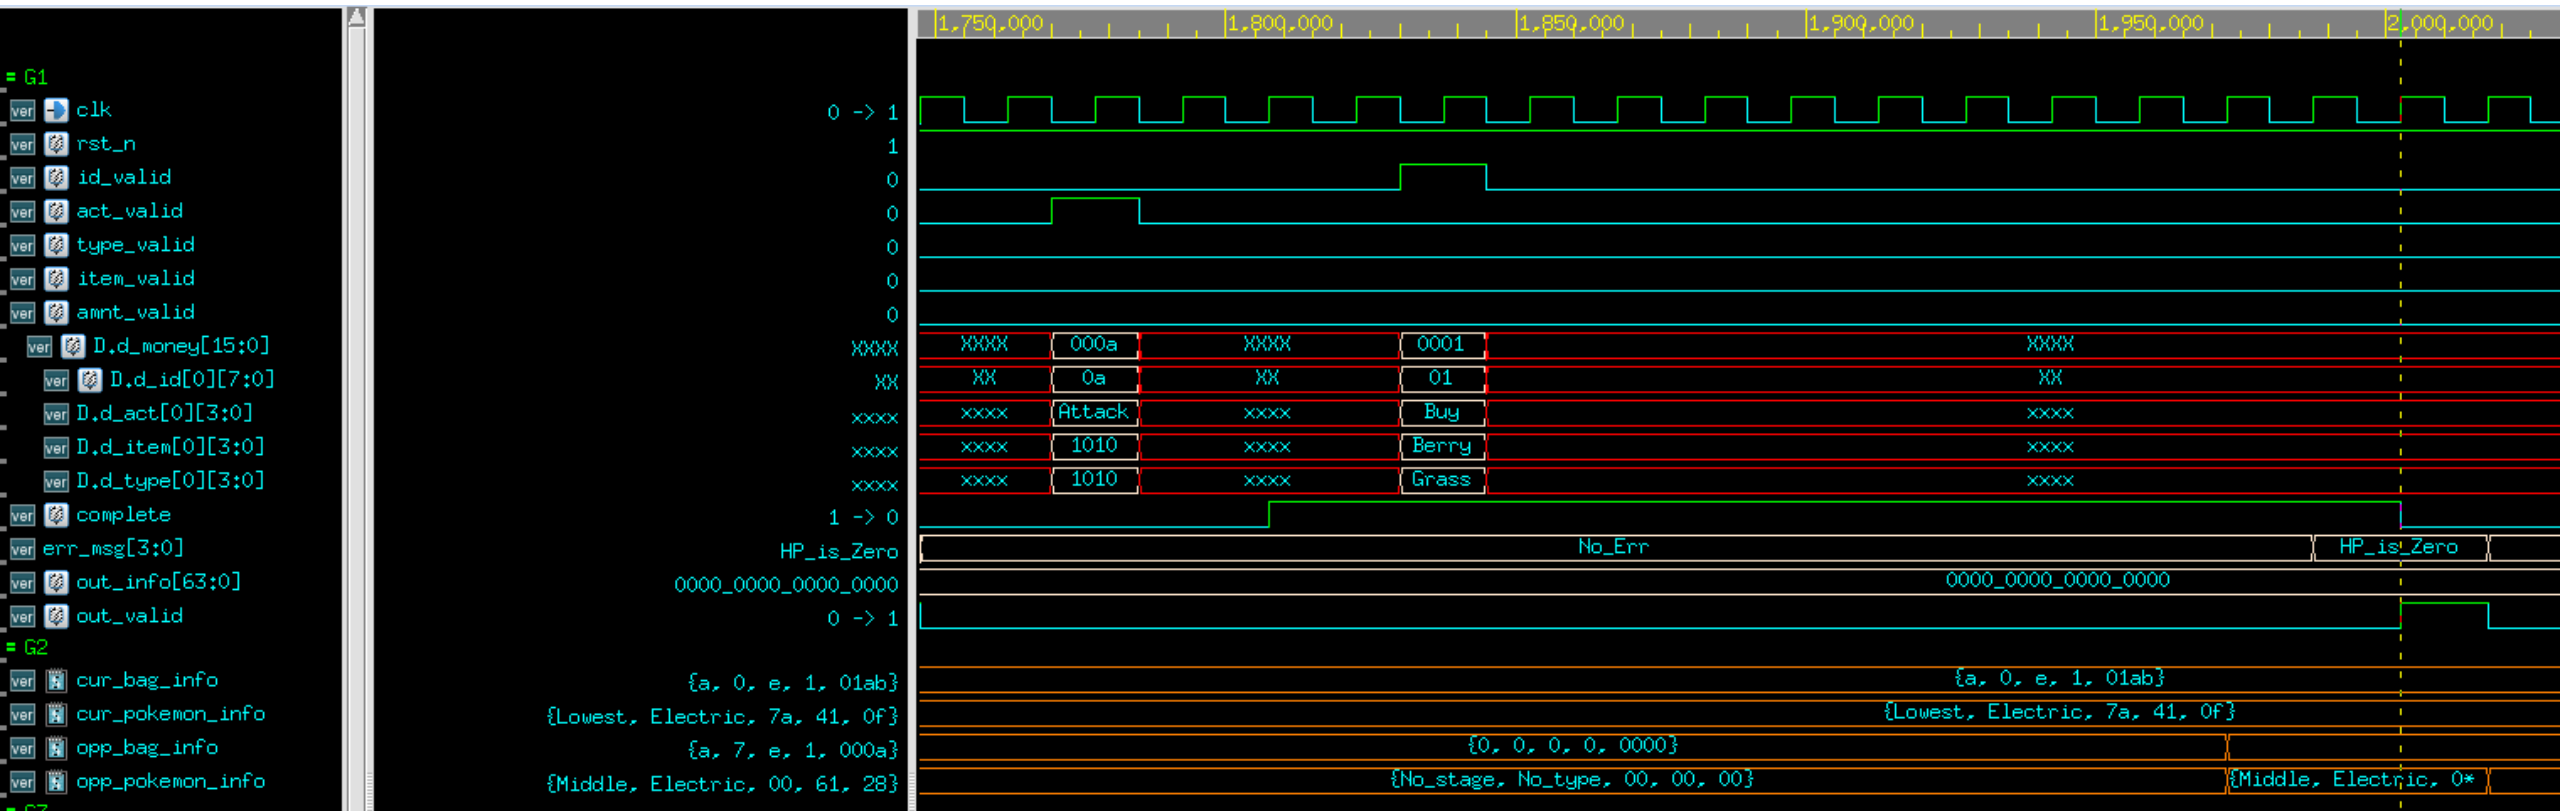 1,750,000 1,800,000 1,850,000 1,900,000 1,950,000 2,000,000
= G1
ver clk 0 -> 1
ver rst_n 1
ver id_valid 0
ver act_valid 0
ver type_valid 0
ver item_valid 0
ver amnt_valid 0
ver D.d_money[15:0] XXXX XXXX 000a XXXX 0001 XXXX
ver D.d_id[0][7:0] XX XX 0a XX 01 XX
ver D.d_act[0][3:0] xxxx xxxx Attack xxxx Buy xxxx
ver D.d_item[0][3:0] xxxx xxxx 1010 xxxx Berry xxxx
ver D.d_type[0][3:0] xxxx xxxx 1010 xxxx Grass xxxx
ver complete 1 -> 0
ver err_msg[3:0] HP_is_Zero No_Err HP_is_Zero
ver out_info[63:0] 0000_0000_0000_0000 0000_0000_0000_0000
ver out_valid 0 -> 1
= G2
ver cur_bag_info {a, 0, e, 1, 01ab} {a, 0, e, 1, 01ab}
ver cur_pokemon_info {Lowest, Electric, 7a, 41, 0f} {Lowest, Electric, 7a, 41, 0f}
ver opp_bag_info {a, 7, e, 1, 000a} {0, 0, 0, 0, 0000}
ver opp_pokemon_info {Middle, Electric, 00, 61, 28} {No_stage, No_type, 00, 00, 00} {Middle, Electric, 0*